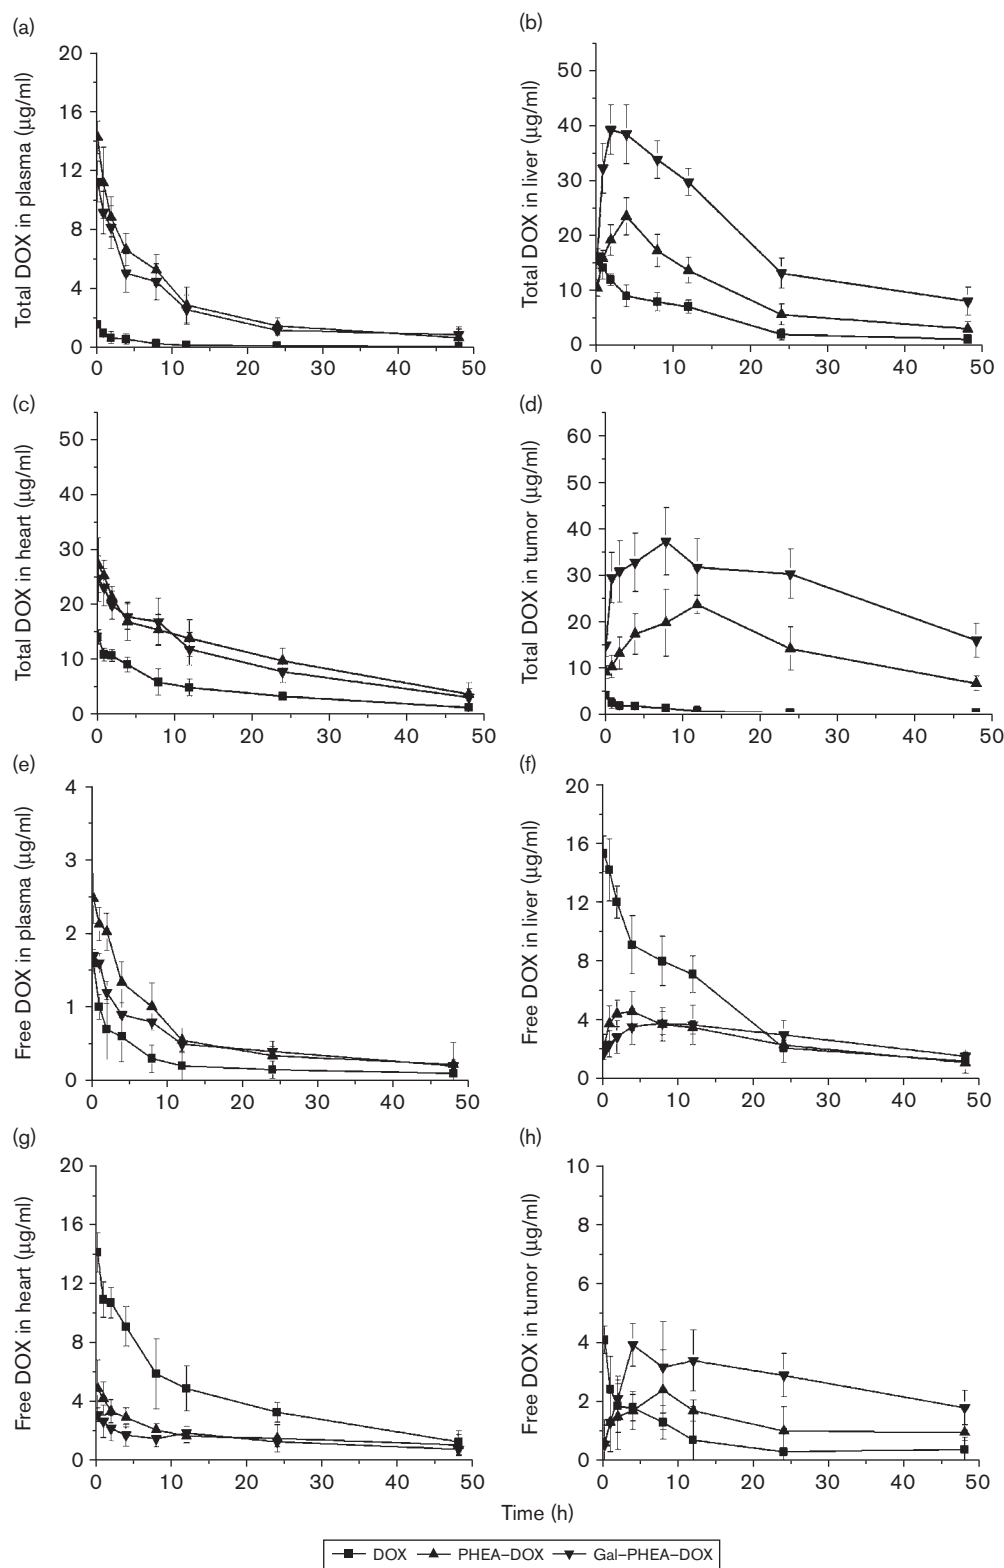 (a)
Total DOX in plasma (μg/ml)
20
16
12
8
4
0
0 10 20 30 40 50
(b)
Total DOX in liver (μg/ml)
50
40
30
20
10
0
0 10 20 30 40 50
(c)
Total DOX in heart (μg/ml)
50
40
30
20
10
0
0 10 20 30 40 50
(d)
Total DOX in tumor (μg/ml)
60
50
40
30
20
10
0
0 10 20 30 40 50
(e)
Free DOX in plasma (μg/ml)
4
3
2
1
0
0 10 20 30 40 50
(f)
Free DOX in liver (μg/ml)
20
16
12
8
4
0
0 10 20 30 40 50
(g)
Free DOX in heart (μg/ml)
20
16
12
8
4
0
0 10 20 30 40 50
(h)
Free DOX in tumor (μg/ml)
10
8
6
4
2
0
0 10 20 30 40 50
Time (h)
DOX PHEA–DOX Gal–PHEA–DOX